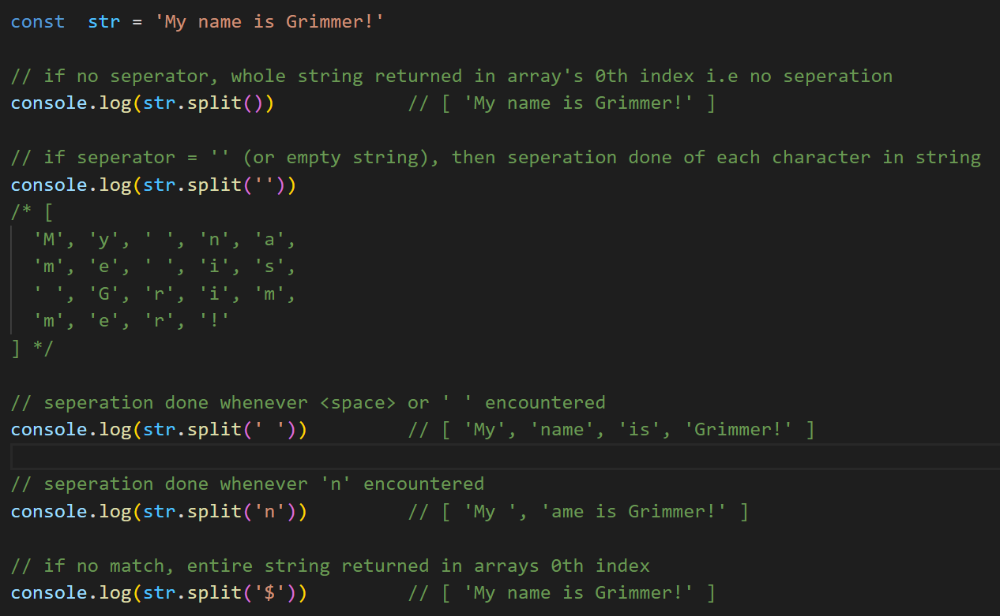 const  str = 'My name is Grimmer!'
// if no seperator, whole string returned in array's 0th index i.e no seperation
console.log(str.split())            // [ 'My name is Grimmer!' ]
// if seperator = '' (or empty string), then seperation done of each character in string
console.log(str.split(''))
/* [
  'M', 'y', ' ', 'n', 'a',
  'm', 'e', ' ', 'i', 's',
  ' ', 'G', 'r', 'i', 'm',
  'm', 'e', 'r', '!'
] */
// seperation done whenever <space> or ' ' encountered
console.log(str.split(' '))         // [ 'My', 'name', 'is', 'Grimmer!' ]
// seperation done whenever 'n' encountered
console.log(str.split('n'))         // [ 'My ', 'ame is Grimmer!' ]
// if no match, entire string returned in arrays 0th index
console.log(str.split('$'))         // [ 'My name is Grimmer!' ]